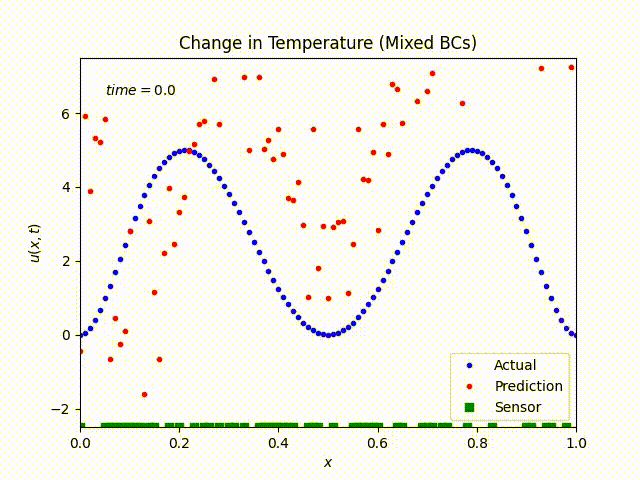 Change in Temperature (Mixed BCs)
time = 0.0
6
4
2
0
−2
u(x, t)
Actual
Prediction
Sensor
0.0 0.2 0.4 0.6 0.8 1.0
x